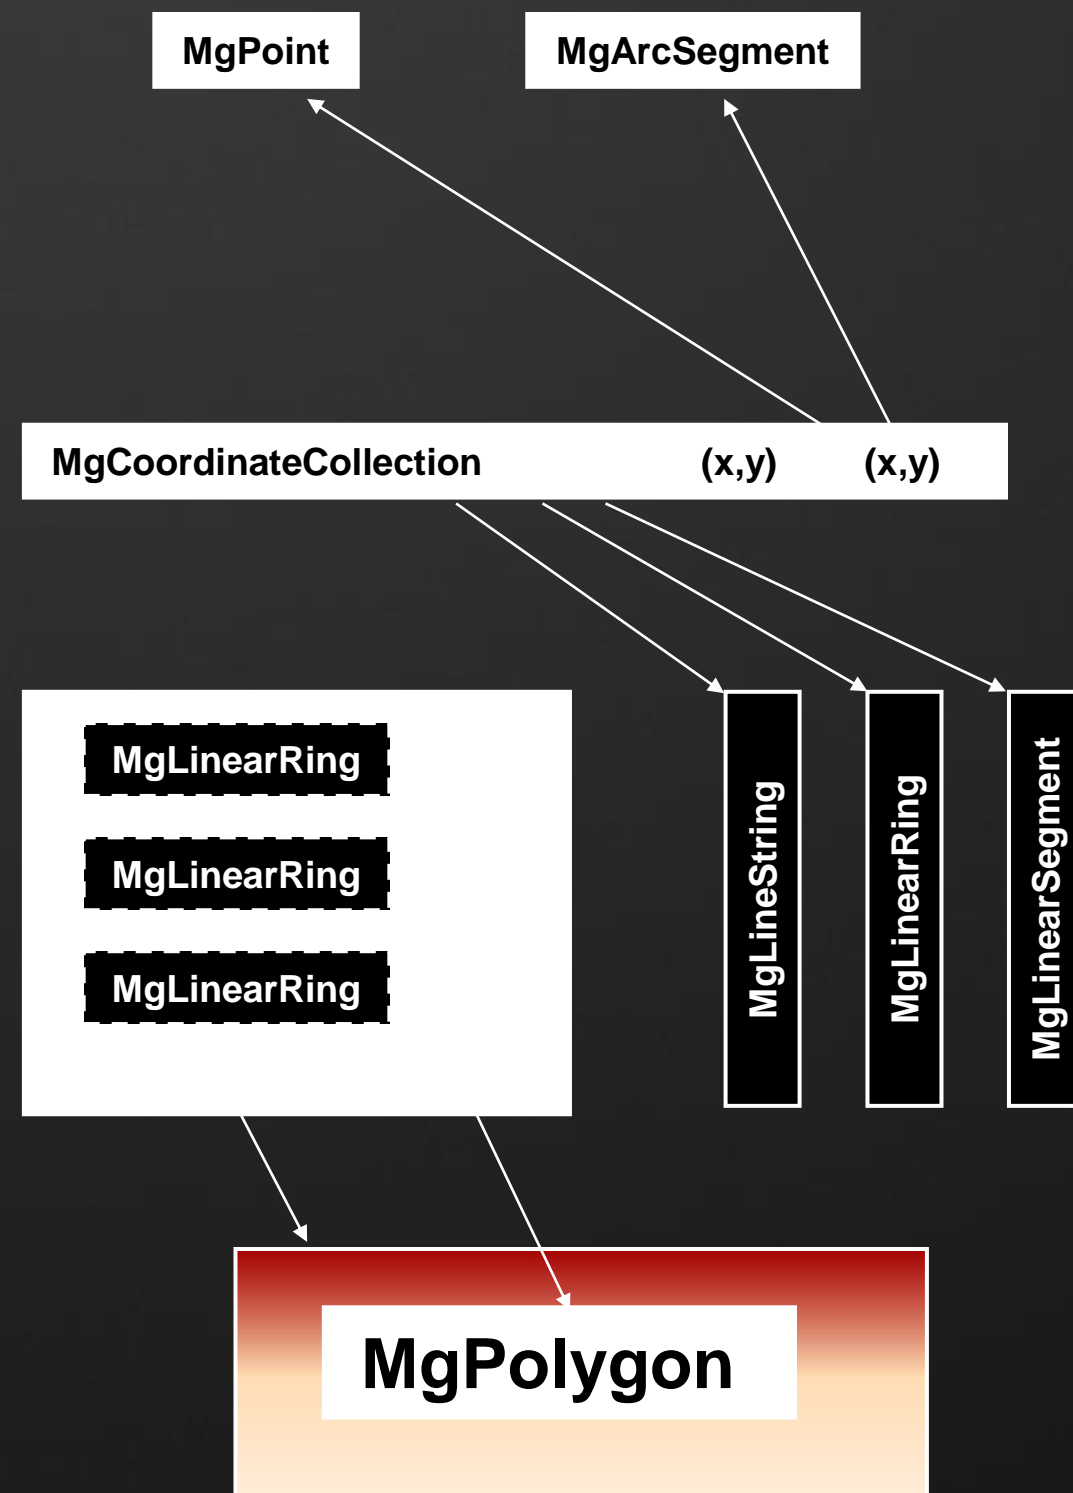 MgPoint
MgArcSegment
MgCoordinateCollection (x,y) (x,y)
MgLinearRing
MgLinearRing
MgLinearRing
MgLineString
MgLinearRing
MgLinearSegment
MgPolygon